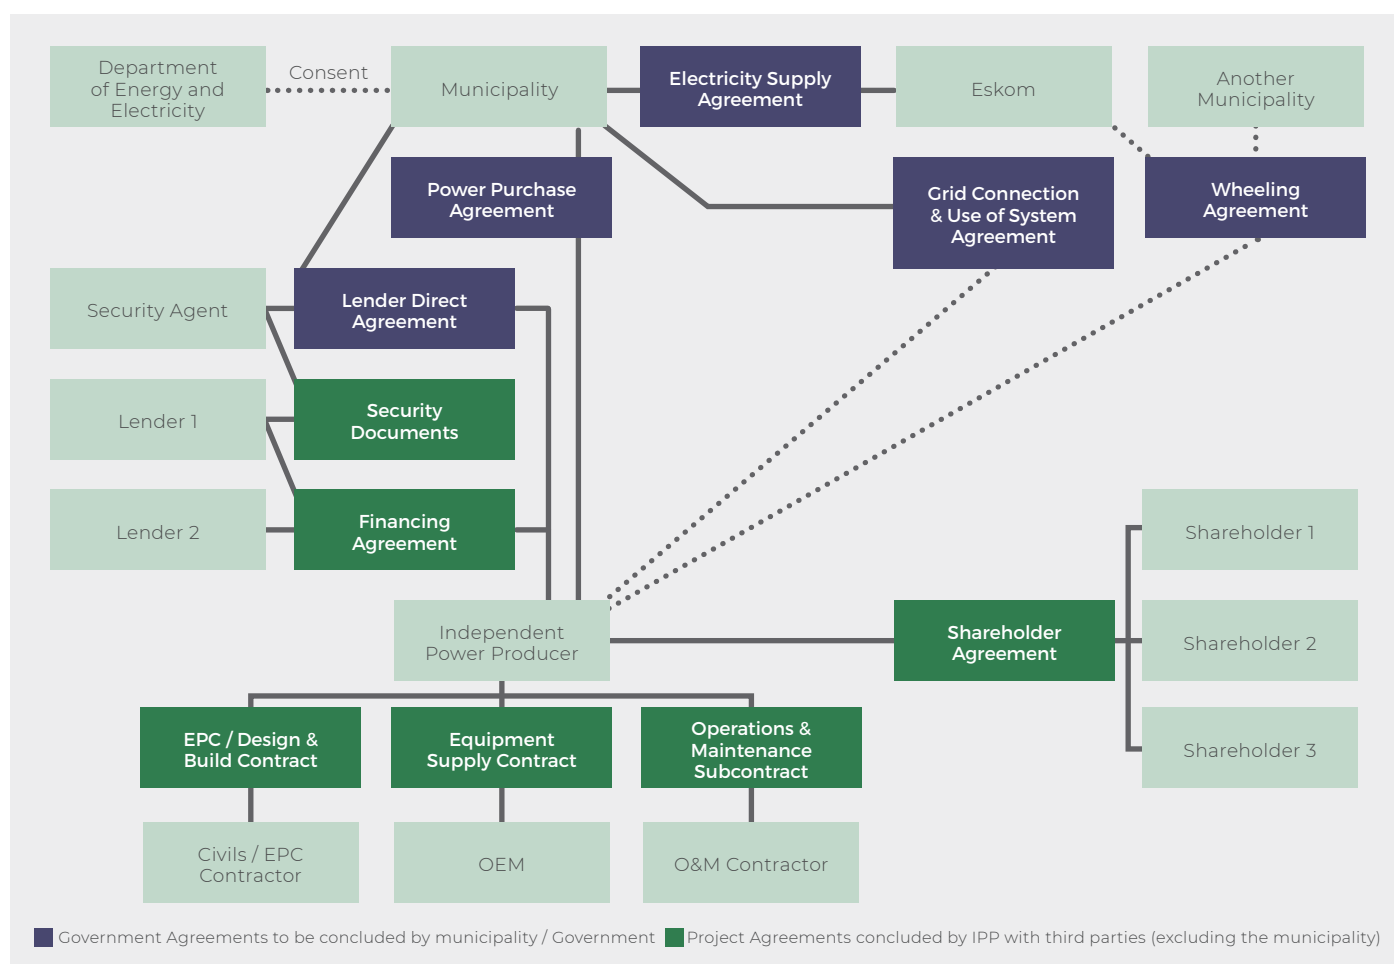 Department
of Energy and
Electricity
Consent
Municipality
Electricity Supply
Agreement
Eskom
Another
Municipality
Power Purchase
Agreement
Grid Connection
& Use of System
Agreement
Wheeling
Agreement
Security Agent
Lender Direct
Agreement
Lender 1
Security
Documents
Lender 2
Financing
Agreement
Shareholder 1
Independent
Power Producer
Shareholder
Agreement
Shareholder 2
EPC / Design &
Build Contract
Equipment
Supply Contract
Operations &
Maintenance
Subcontract
Shareholder 3
Civils / EPC
Contractor
OEM
O&M Contractor
Government Agreements to be concluded by municipality / Government
Project Agreements concluded by IPP with third parties (excluding the municipality)